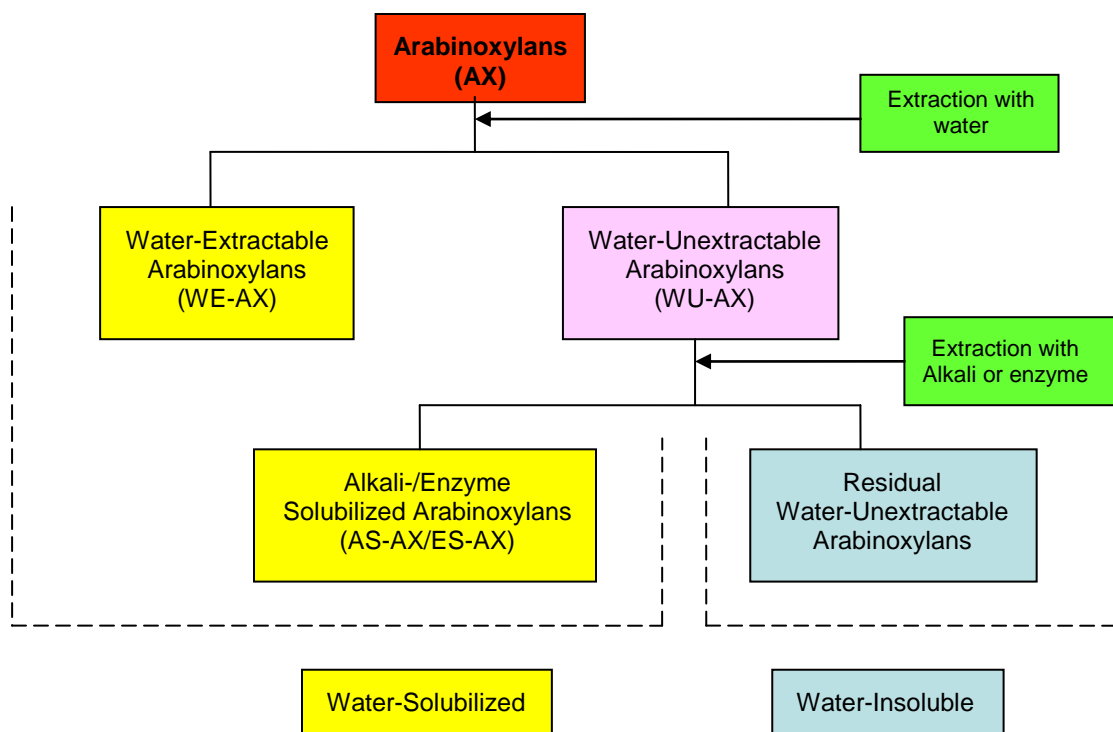 Arabinoxylans
(AX)
Extraction with
water
Water-Extractable
Arabinoxylans
(WE-AX)
Water-Unextractable
Arabinoxylans
(WU-AX)
Extraction with
Alkali or enzyme
Alkali-/Enzyme
Solubilized Arabinoxylans
(AS-AX/ES-AX)
Residual
Water-Unextractable
Arabinoxylans
Water-Solubilized
Water-Insoluble